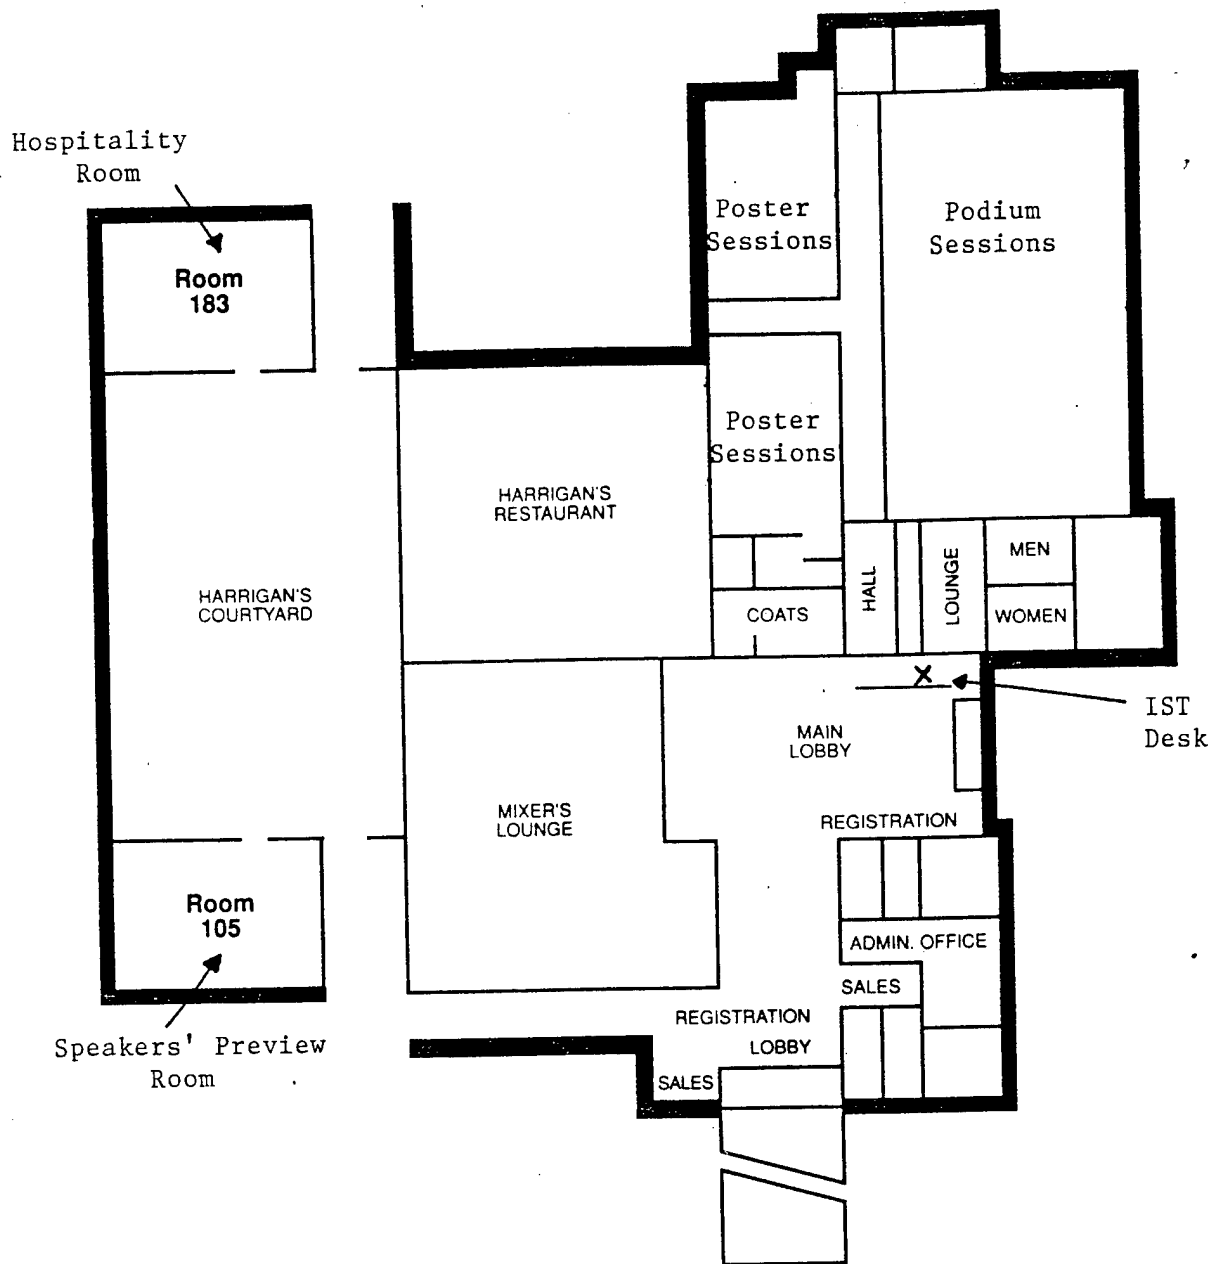 Hospitality
Room
Room
183
Poster
Sessions
Podium
Sessions
Poster
Sessions
HARRIGAN'S
RESTAURANT
HARRIGAN'S
COURTYARD
COATS
HALL
LOUNGE
MEN
WOMEN
X
IST
Desk
MAIN
LOBBY
MIXER'S
LOUNGE
REGISTRATION
Room
105
ADMIN. OFFICE
SALES
REGISTRATION
LOBBY
SALES
Speakers' Preview
Room